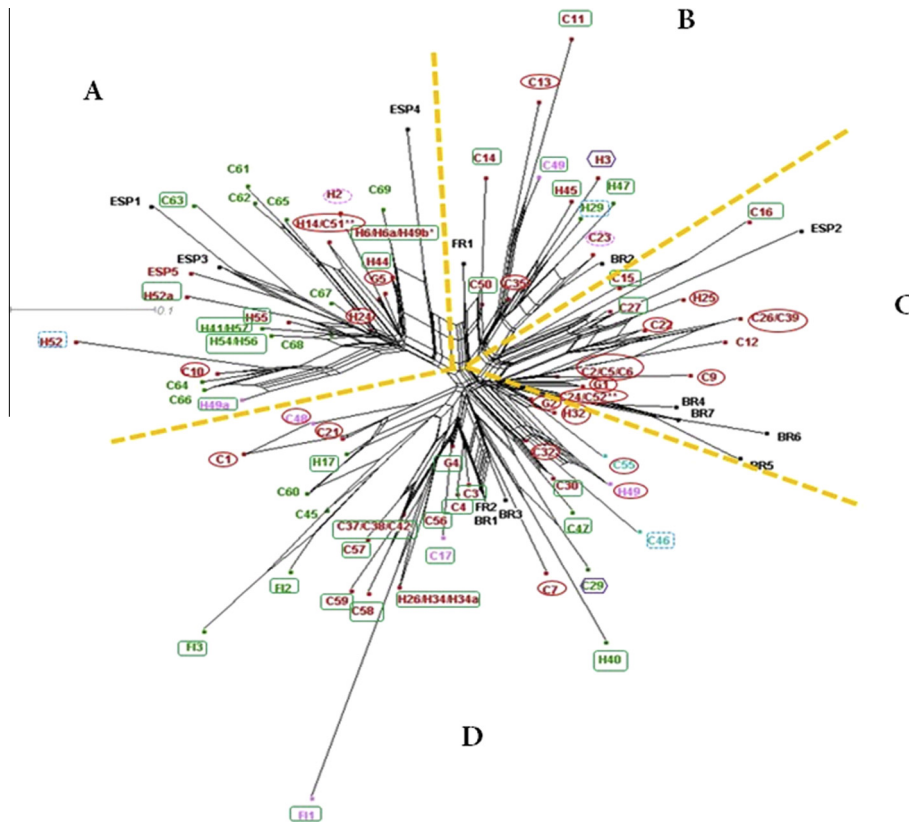 B
C11
A
C13
ESP4
C14
C49
H3
C61
C69
H2
H45
H47
C63
C62
C65
H29
C16
ESP1
H14/C51**
H6/H6a/H49b*
C23
ESP2
FR1
H44
BR2
ESP3
ESP5
G5
C50
C35
C15
H52a
C67
H25
C
0.1
H55
H24
C27
C26/C39
H41/H57
C22
H52
H54/H56
C68
C12
C10
C2/C5/C6
C9
C64
G1
C66
C24/C52**
H49a
G2
BR4
C48
H32
BR7
C21
BR6
C1
H17
G4
C32
C55
BR5
C60
C3
C30
H49
C45
C4
FR2
BR3
C37/C38/C42
C56
BR1
C47
C57
C17
C46
FI2
C7
C29
C59
C58
H26/H34/H34a
FI3
H40
D
FI1